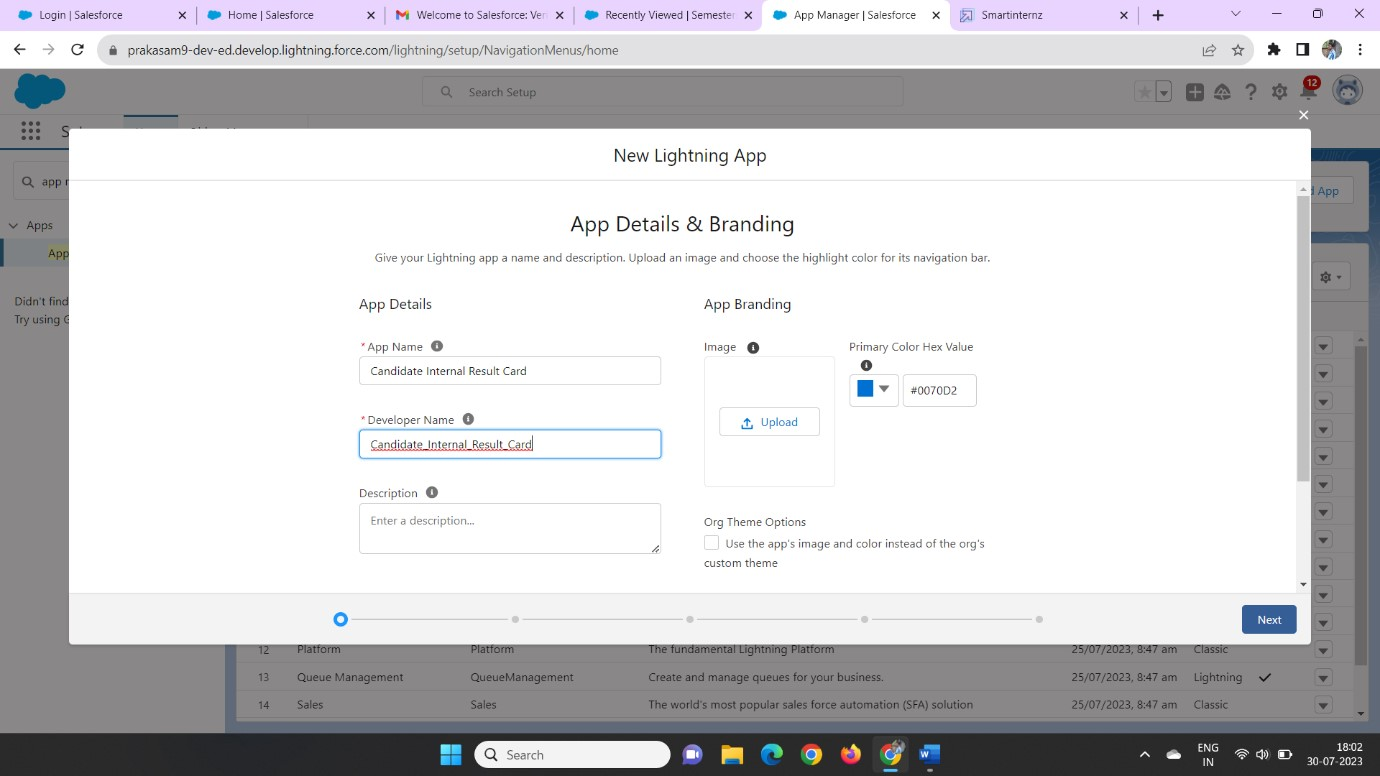 Login | Salesforce
Home | Salesforce
Welcome to Salesforce: Ver
Recently Viewed | Semester
App Manager | Salesforce
Smartinternz
prakasam9-dev-ed.develop.lightning.force.com/lightning/setup/NavigationMenus/home
Search Setup
12
New Lightning App
d App
Apps
App
Didn't find
App Details & Branding
Give your Lightning app a name and description. Upload an image and choose the highlight color for its navigation bar.
App Details
App Branding
* App Name
Image
Primary Color Hex Value
Candidate Internal Result Card
#0070D2
* Developer Name
Upload
Candidate_Internal_Result_Card
Description
Enter a description...
Org Theme Options
Use the app's image and color instead of the org's
custom theme
Next
12 Platform Platform The fundamental Lightning Platform 25/07/2023, 8:47 am Classic
13 Queue Management QueueManagement Create and manage queues for your business. 25/07/2023, 8:47 am Lightning
14 Sales Sales The world's most popular sales force automation (SFA) solution 25/07/2023, 8:47 am Classic
Search
ENG
IN
18:02
30-07-2023